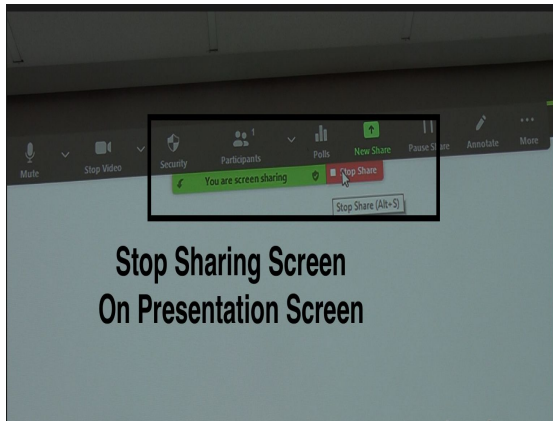 1
Mute
Stop Video
Security
Participants
Polls
New Share
Pause Share
Annotate
More
You are screen sharing
Stop Share
Stop Share (Alt+S)
Stop Sharing Screen
On Presentation Screen